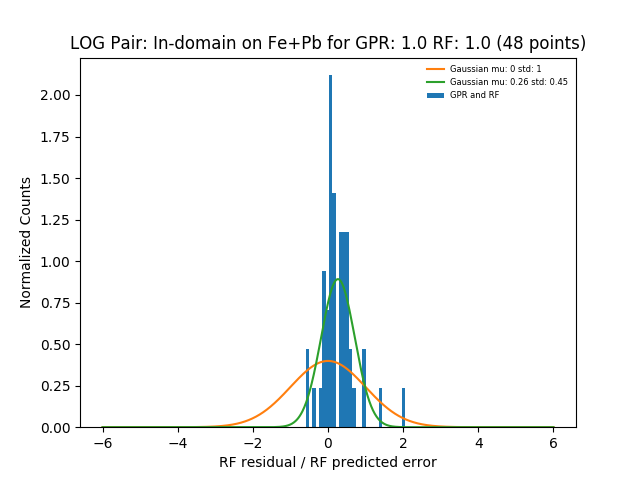 LOG Pair: In-domain on Fe+Pb for GPR: 1.0 RF: 1.0 (48 points)
Gaussian mu: 0 std: 1
Gaussian mu: 0.26 std: 0.45
GPR and RF
Normalized Counts
2.00
1.75
1.50
1.25
1.00
0.75
0.50
0.25
0.00
−6 −4 −2 0 2 4 6
RF residual / RF predicted error